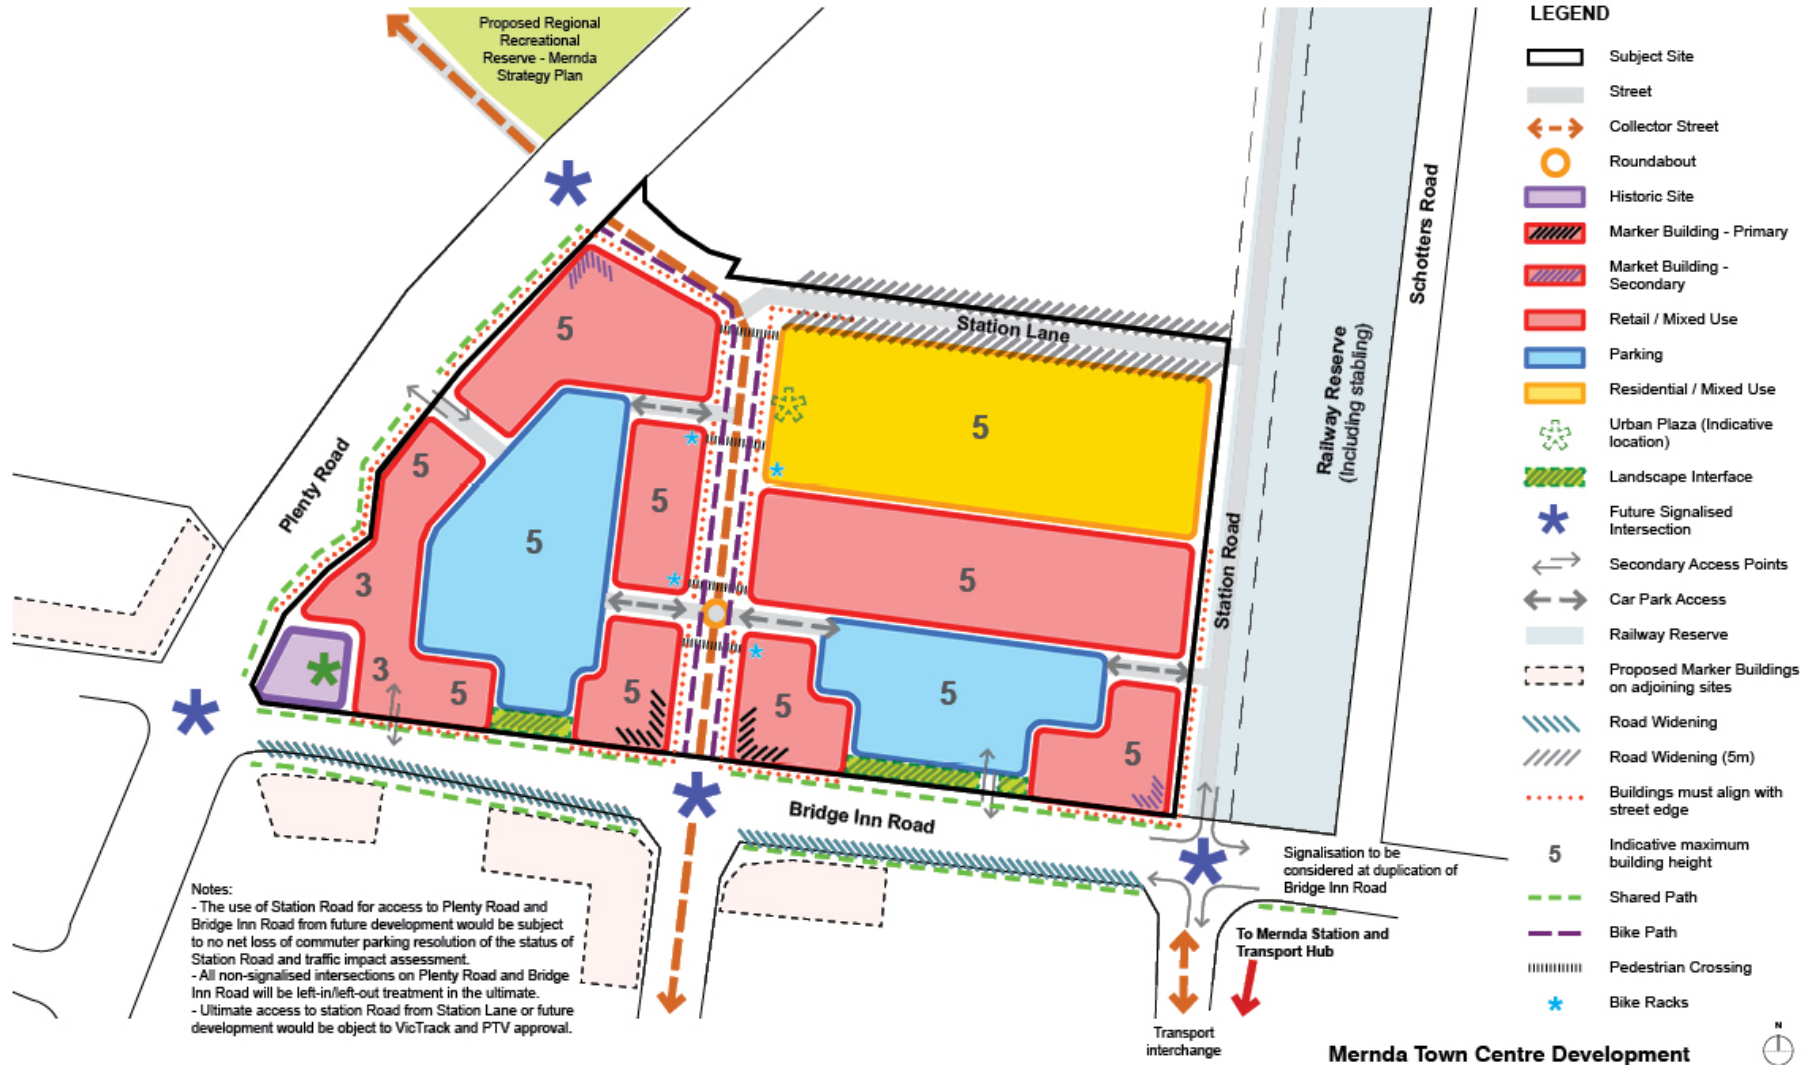 Proposed Regional
Recreational
Reserve - Mernda
Strategy Plan
LEGEND
Subject Site
Street
Collector Street
Roundabout
Historic Site
Marker Building - Primary
Market Building -
Secondary
Retail / Mixed Use
Parking
Residential / Mixed Use
Urban Plaza (Indicative
location)
Landscape Interface
Future Signalised
Intersection
Secondary Access Points
Car Park Access
Railway Reserve
Proposed Marker Buildings
on adjoining sites
Road Widening
Road Widening (5m)
Buildings must align with
street edge
5
Indicative maximum
building height
Shared Path
Bike Path
Pedestrian Crossing
Bike Racks
Station Lane
Plenty Road
Station Road
Railway Reserve
(Including stabling)
Schotters Road
Bridge Inn Road
5
5
5
5
5
5
3
3
5
5
5
5
5
Signalisation to be
considered at duplication of
Bridge Inn Road
To Mernda Station and
Transport Hub
Transport
interchange
Notes:
- The use of Station Road for access to Plenty Road and
Bridge Inn Road from future development would be subject
to no net loss of commuter parking resolution of the status of
Station Road and traffic impact assessment.
- All non-signalised intersections on Plenty Road and Bridge
Inn Road will be left-in/left-out treatment in the ultimate.
- Ultimate access to station Road from Station Lane or future
development would be object to VicTrack and PTV approval.
N
Mernda Town Centre Development